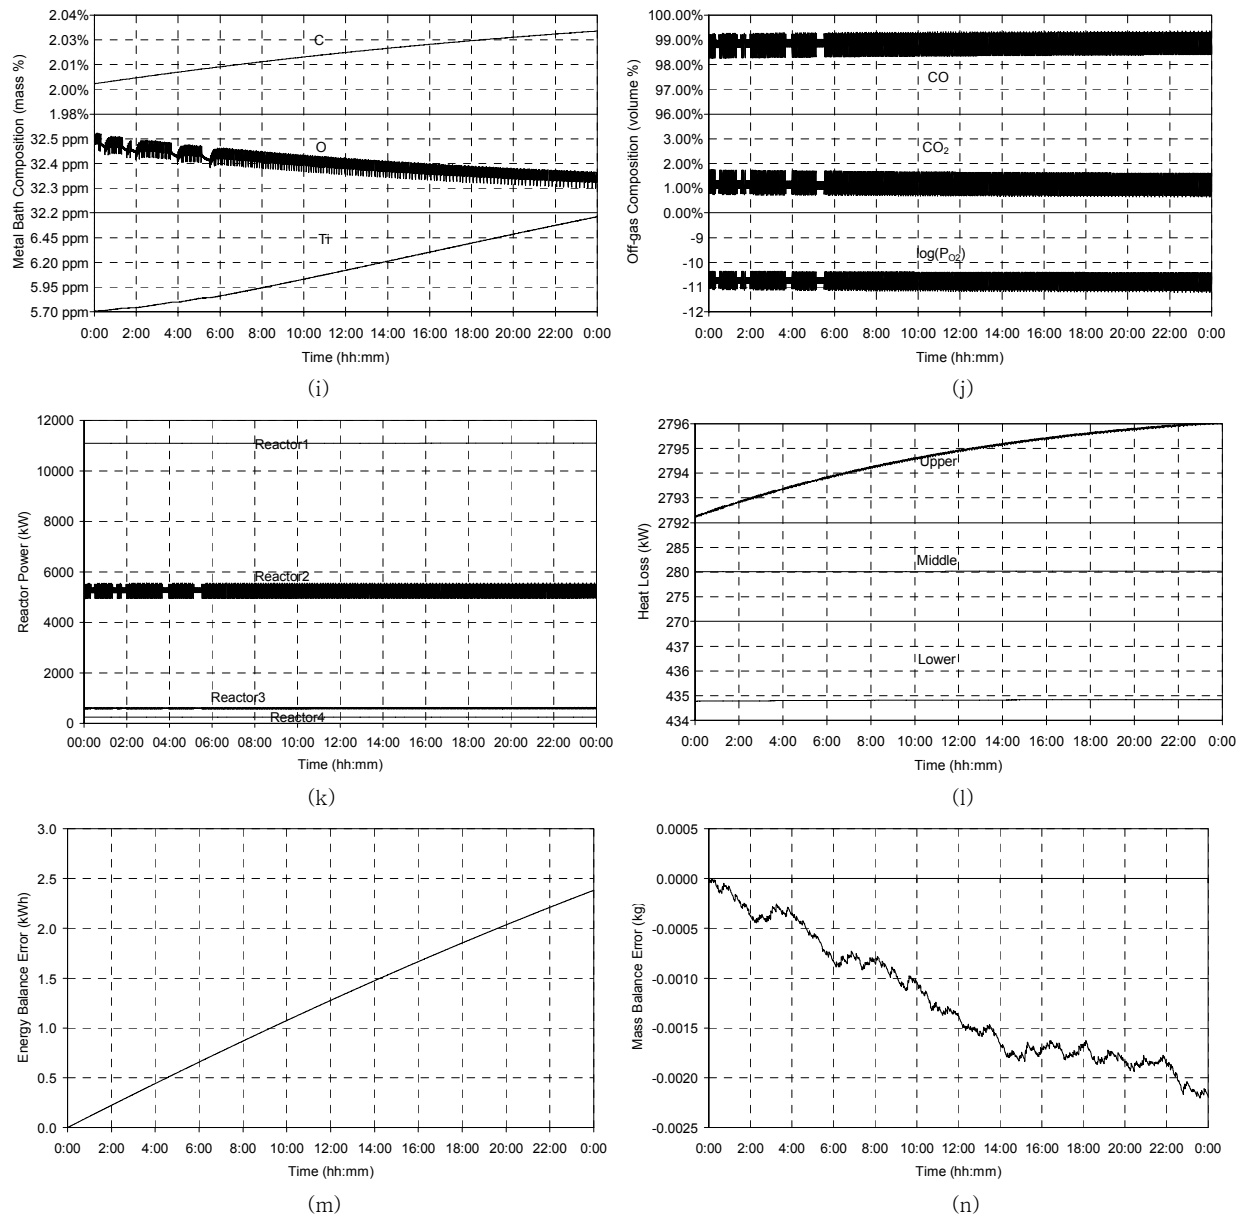 2.04%
2.03%
2.01%
2.00%
1.98%
32.5 ppm
32.4 ppm
32.3 ppm
32.2 ppm
6.45 ppm
6.20 ppm
5.95 ppm
5.70 ppm
Metal Bath Composition (mass %)
C
O
Ti
0:00 2:00 4:00 6:00 8:00 10:00 12:00 14:00 16:00 18:00 20:00 22:00 0:00
Time (hh:mm)
(i)
100.00%
99.00%
98.00%
97.00%
96.00%
3.00%
2.00%
1.00%
0.00%
-9
-10
-11
-12
Off-gas Composition (volume %)
CO
CO₂
log(P_O2)
0:00 2:00 4:00 6:00 8:00 10:00 12:00 14:00 16:00 18:00 20:00 22:00 0:00
Time (hh:mm)
(j)
12000
10000
8000
6000
4000
2000
0
Reactor Power (kW)
Reactor1
Reactor2
Reactor3
Reactor4
00:00 02:00 04:00 06:00 08:00 10:00 12:00 14:00 16:00 18:00 20:00 22:00 00:00
Time (hh:mm)
(k)
2796
2795
2794
2793
2792
285
280
275
270
437
436
435
434
Heat Loss (kW)
Upper
Middle
Lower
0:00 2:00 4:00 6:00 8:00 10:00 12:00 14:00 16:00 18:00 20:00 22:00 0:00
Time (hh:mm)
(l)
3.0
2.5
2.0
1.5
1.0
0.5
0.0
Energy Balance Error (kWh)
0:00 2:00 4:00 6:00 8:00 10:00 12:00 14:00 16:00 18:00 20:00 22:00 0:00
Time (hh:mm)
(m)
0.0005
0.0000
-0.0005
-0.0010
-0.0015
-0.0020
-0.0025
Mass Balance Error (kg)
0:00 2:00 4:00 6:00 8:00 10:00 12:00 14:00 16:00 18:00 20:00 22:00 0:00
Time (hh:mm)
(n)